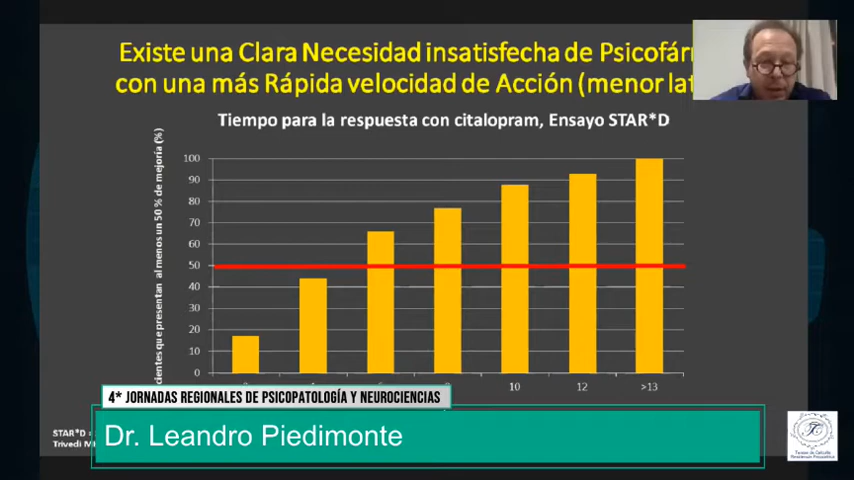 Existe una Clara Necesidad insatisfecha de Psicofár
con una más Rápida velocidad de Acción (menor lat
Tiempo para la respuesta con citalopram, Ensayo STAR*D
cientes que presentan al menos un 50 % de mejoría (%)
100
90
80
70
60
50
40
30
20
10
0
10 12 >13
STAR*D
Trivedi M
4* JORNADAS REGIONALES DE PSICOPATOLOGÍA Y NEUROCIENCIAS
Dr. Leandro Piedimonte